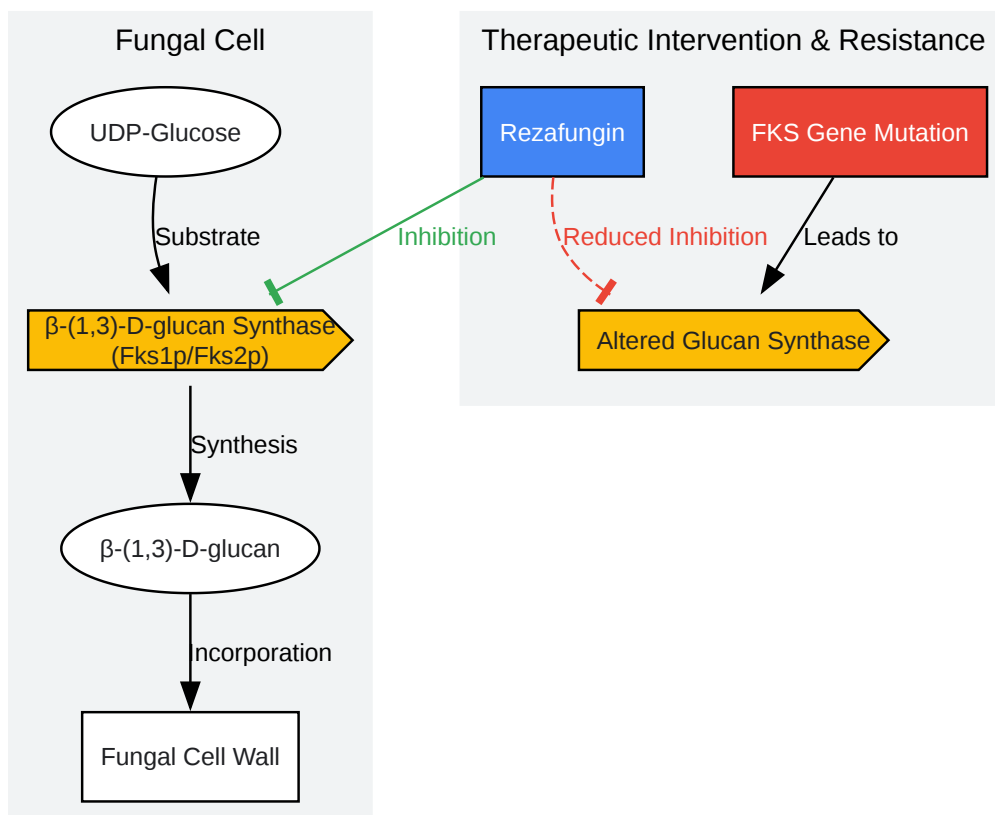 Fungal Cell
UDP-Glucose
Substrate
β-(1,3)-D-glucan Synthase
(Fks1p/Fks2p)
Synthesis
β-(1,3)-D-glucan
Incorporation
Fungal Cell Wall
Therapeutic Intervention & Resistance
Rezafungin
FKS Gene Mutation
Inhibition
Reduced Inhibition
Leads to
Altered Glucan Synthase